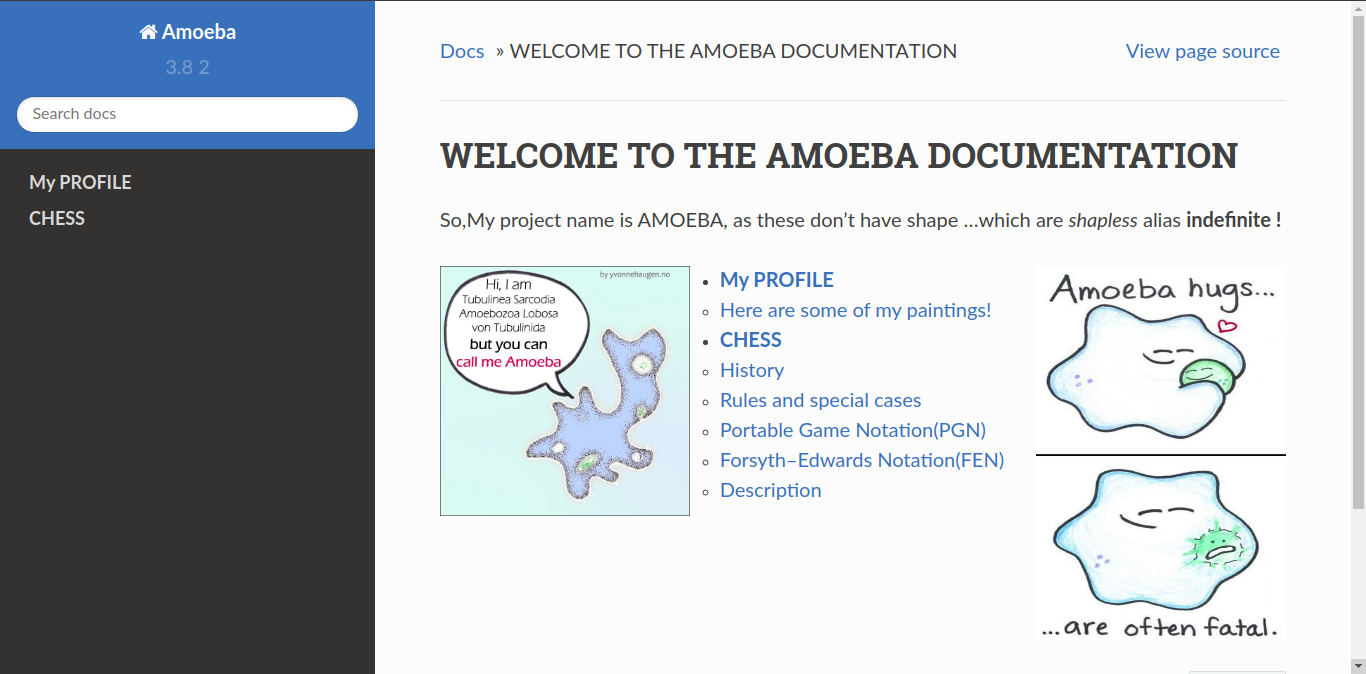 Amoeba
3.8 2
Search docs
My PROFILE
CHESS
Docs » WELCOME TO THE AMOEBA DOCUMENTATION
View page source
WELCOME TO THE AMOEBA DOCUMENTATION
So,My project name is AMOEBA, as these don’t have shape ...which are shapless alias indefinite !
by yvonnehaugen.no
Hi, I am
Tubulinea Sarcodia
Amoebozoa Lobosa
von Tubulinida
but you can
call me Amoeba
My PROFILE
Here are some of my paintings!
CHESS
History
Rules and special cases
Portable Game Notation(PGN)
Forsyth–Edwards Notation(FEN)
Description
Amoeba hugs...
...are often fatal.